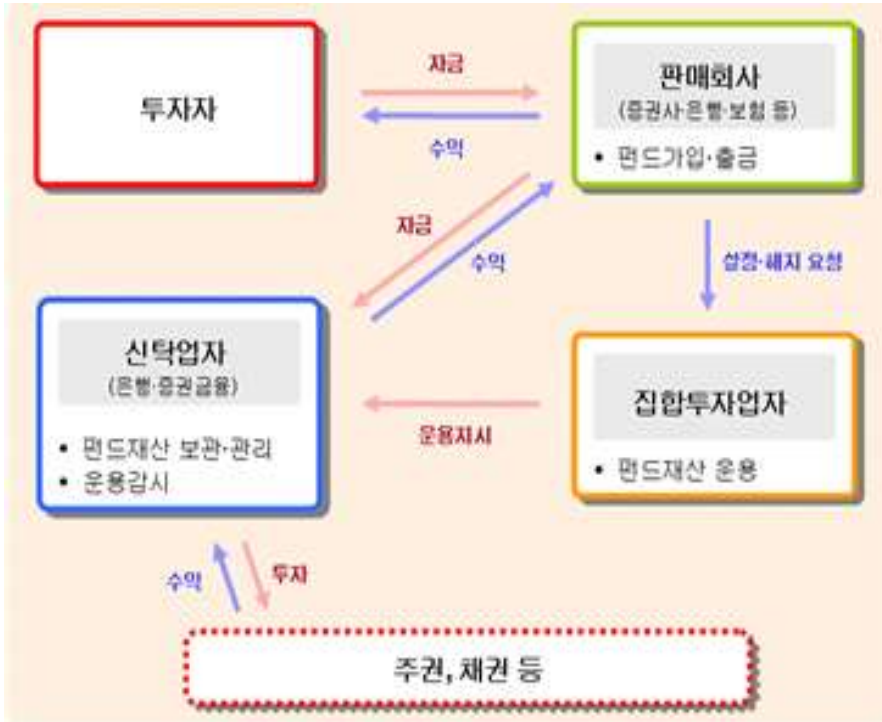 투자자
자금
수익
판매회사
(증권사·은행·보험 등)
• 펀드가입·출금
자금
수익
설정·해지 요청
신탁업자
(은행·증권금융)
• 펀드재산 보관·관리
• 운용감시
운용지시
집합투자업자
• 펀드재산 운용
수익
투자
주권, 채권 등